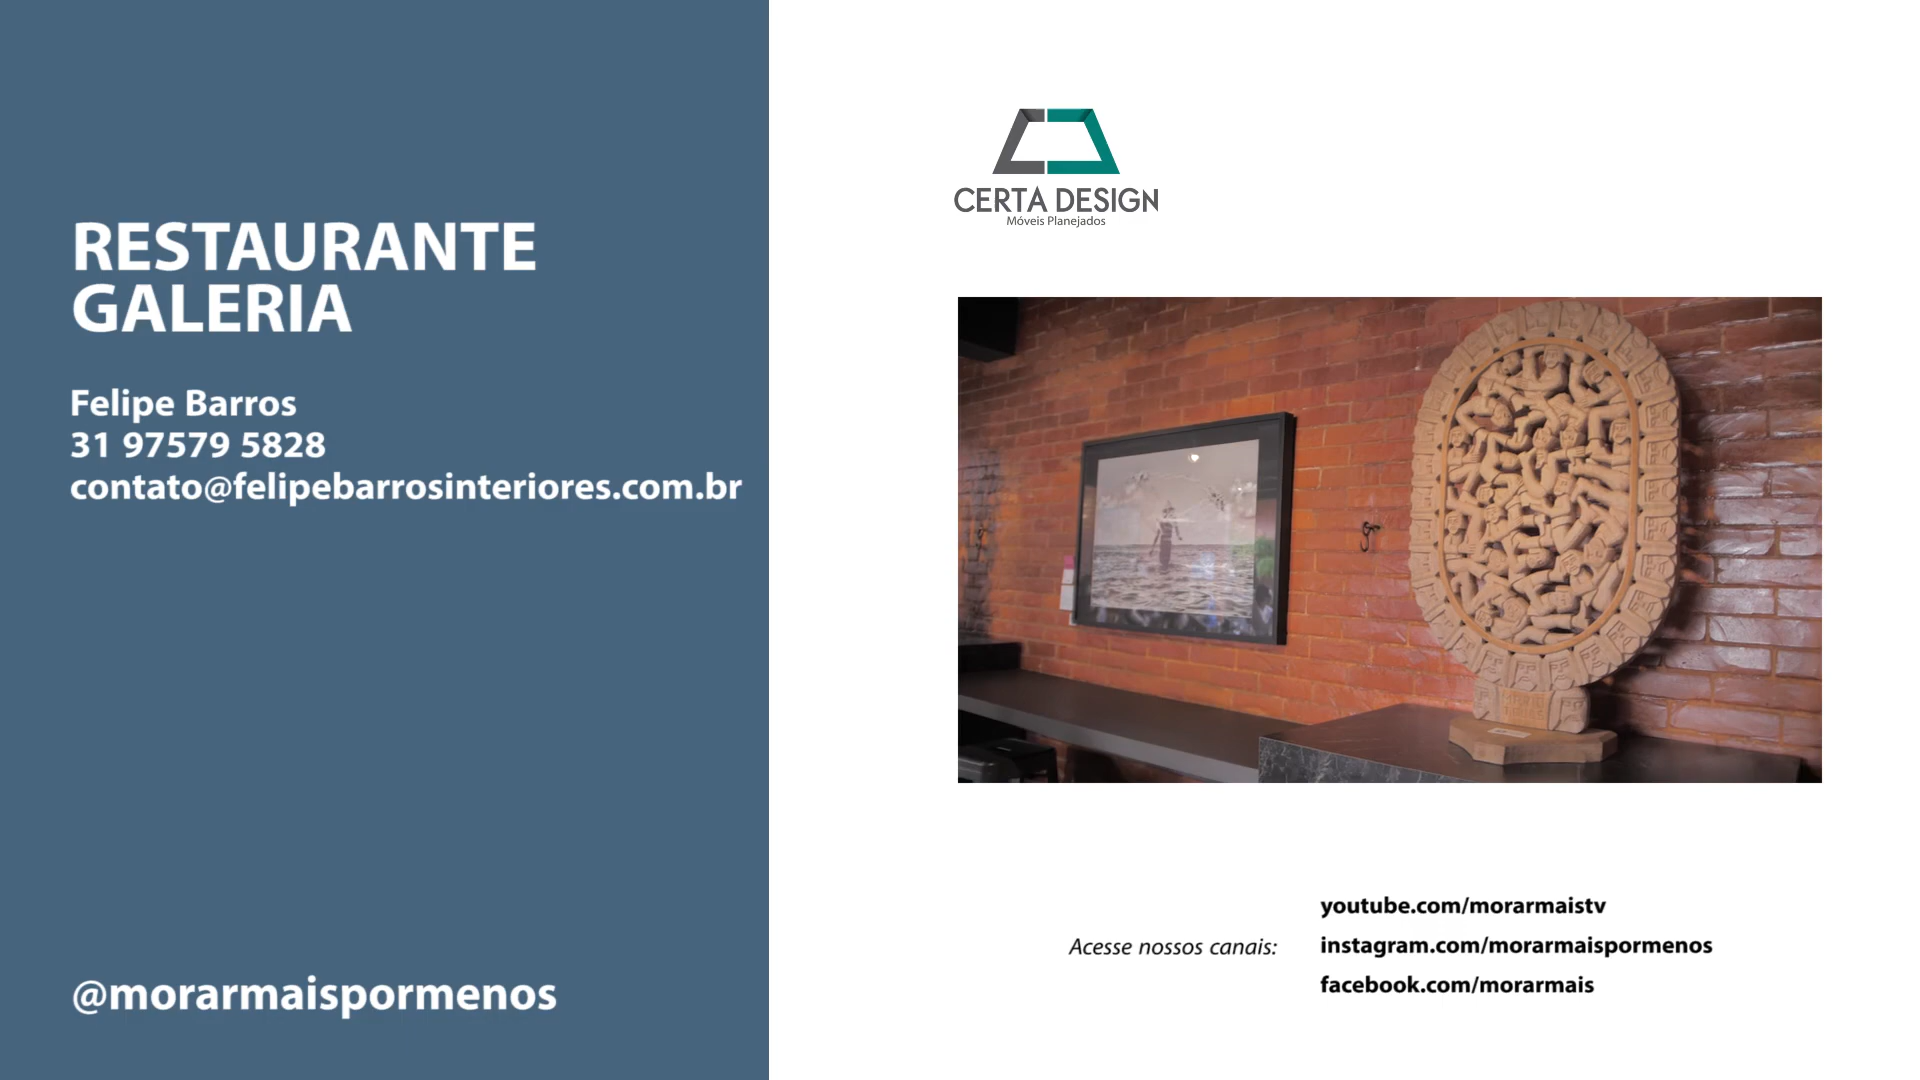 RESTAURANTE
GALERIA
Felipe Barros
31 97579 5828
contato@felipebarrosinteriores.com.br
@morarmaispormenos
CERTA DESIGN
Móveis Planejados
Acesse nossos canais:
youtube.com/morarmaistv
instagram.com/morarmaispormenos
facebook.com/morarmais